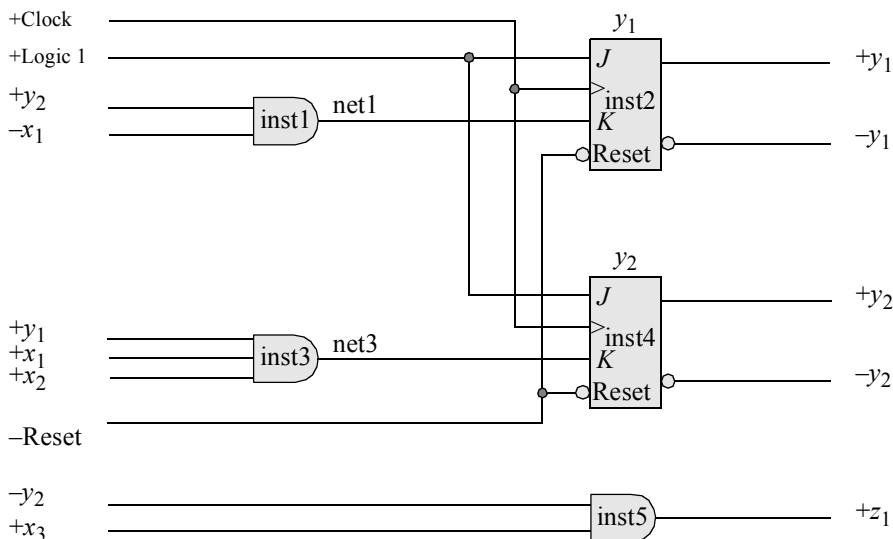 +Clock
y1
+Logic 1
J
+y1
+y2
net1
inst2
–x1
inst1
K
–y1
Reset
y2
J
+y2
+y1
net3
inst4
+x1
inst3
K
+x2
–y2
Reset
–Reset
–y2
inst5
+z1
+x3